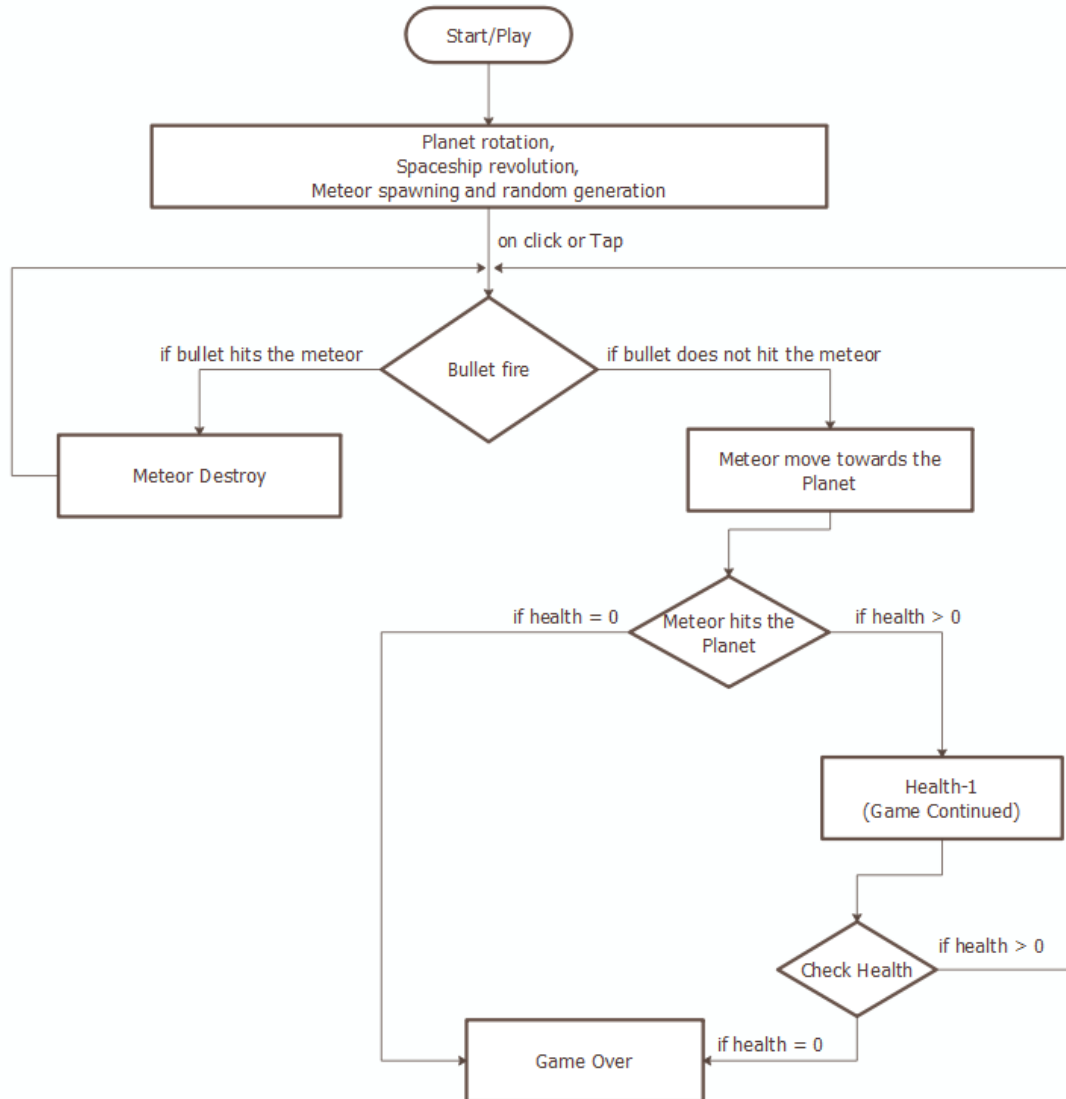 Start/Play
Planet rotation,
Spaceship revolution,
Meteor spawning and random generation
on click or Tap
if bullet hits the meteor
if bullet does not hit the meteor
Bullet fire
Meteor Destroy
Meteor move towards the
Planet
if health = 0
if health > 0
Meteor hits the
Planet
Health-1
(Game Continued)
if health > 0
Check Health
if health = 0
Game Over